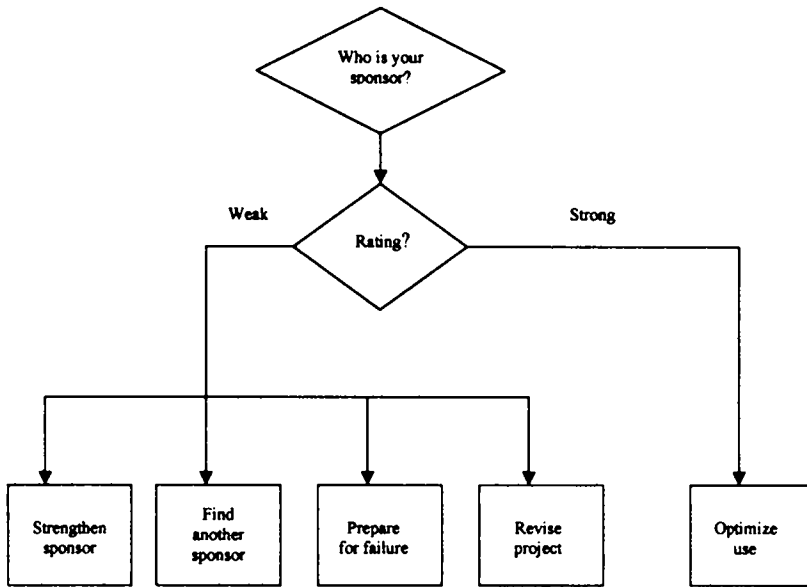 Who is your
sponsor?
Weak
Strong
Rating?
Strengthen
sponsor
Find
another
sponsor
Prepare
for failure
Revise
project
Optimize
use